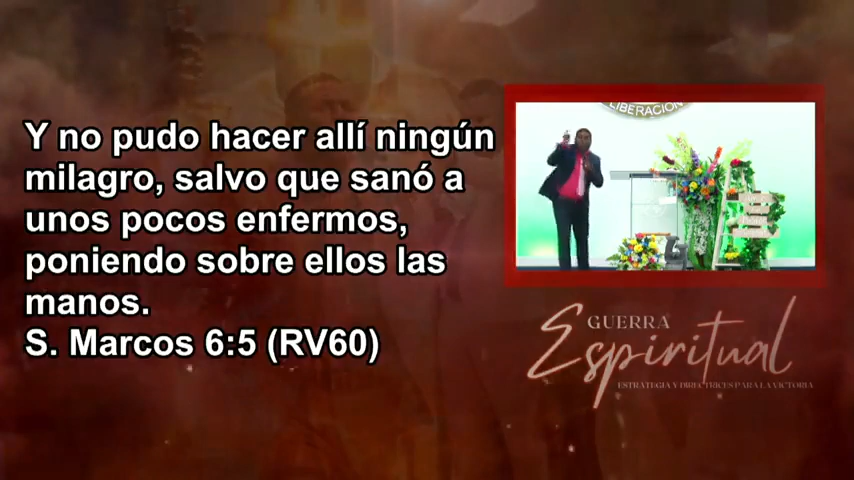 Y no pudo hacer allí ningún
milagro, salvo que sanó a
unos pocos enfermos,
poniendo sobre ellos las
manos.
S. Marcos 6:5 (RV60)
LIBERACION
GUERRA
Espiritual
ESTRATEGIA Y DIRECTRICES PARA LA VICTORIA